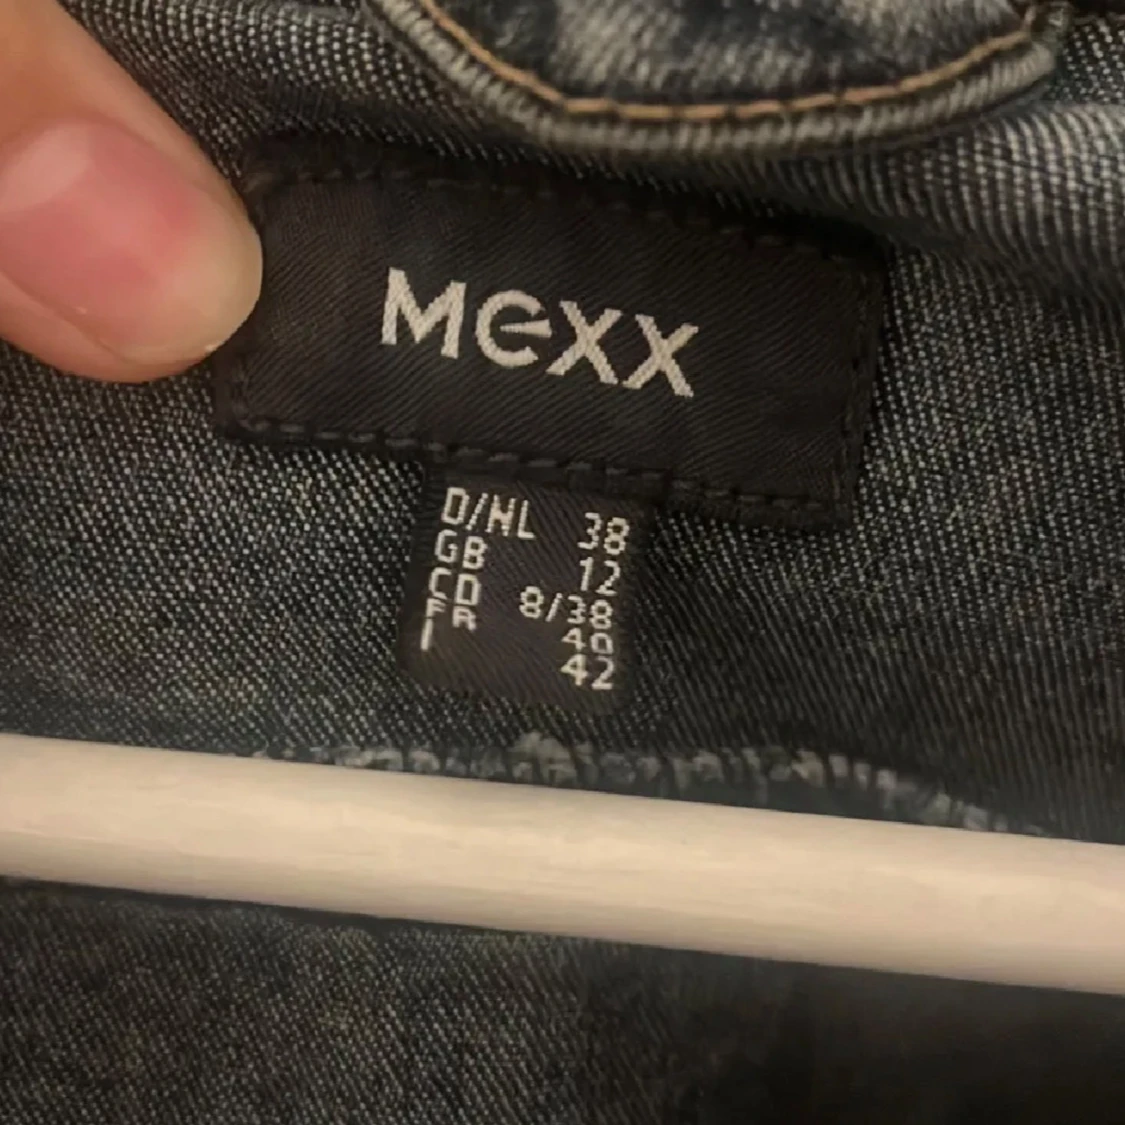 Mexx
D/NL 38
GB 12
CD 8/38
FR 40
I 42